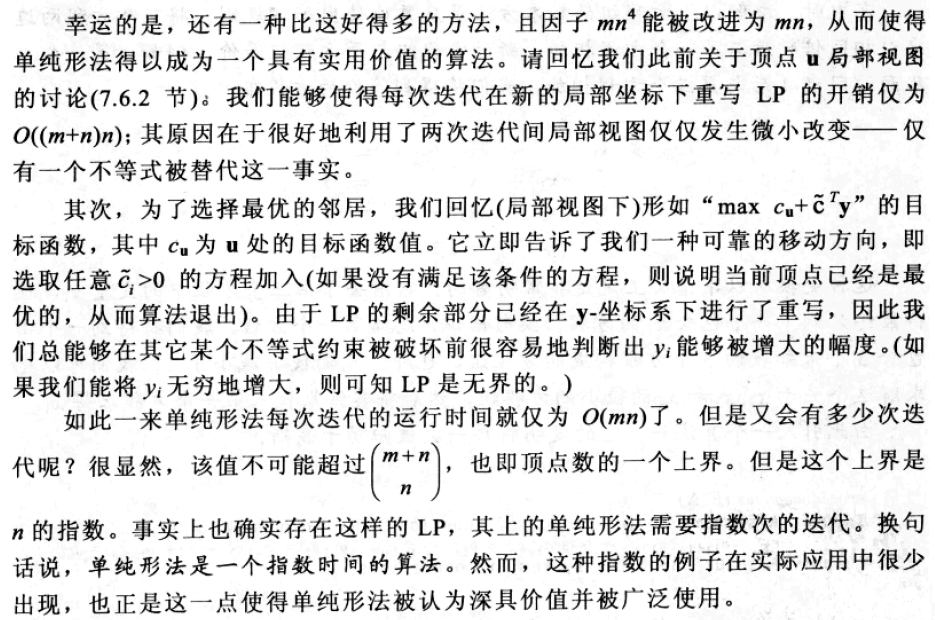 幸运的是，还有一种比这好得多的方法，且因子 mn⁴ 能被改进为 mn，从而使得
单纯形法得以成为一个具有实用价值的算法。请回忆我们此前关于顶点 u 局部视图
的讨论(7.6.2 节)。我们能够使得每次迭代在新的局部坐标下重写 LP 的开销仅为
O((m+n)n)；其原因在于很好地利用了两次迭代间局部视图仅仅发生微小改变—— 仅
有一个不等式被替代这一事实。
其次，为了选择最优的邻居，我们回忆(局部视图下)形如“max c_u+c̃ᵀy”的目
标函数，其中 c_u 为 u 处的目标函数值。它立即告诉了我们一种可靠的移动方向，即
选取任意 c̃_i>0 的方程加入(如果没有满足该条件的方程，则说明当前顶点已经是最
优的，从而算法退出)。由于 LP 的剩余部分已经在 y-坐标系下进行了重写，因此我
们总能够在其它某个不等式约束被破坏前很容易地判断出 y_i 能够被增大的幅度。(如
果我们能将 y_i 无穷地增大，则可知 LP 是无界的。)
如此一来单纯形法每次迭代的运行时间就仅为 O(mn)了。但是又会有多少次迭
代呢？很显然，该值不可能超过(m+n n)，也即顶点数的一个上界。但是这个上界是
n 的指数。事实上也确实存在这样的 LP，其上的单纯形法需要指数次的迭代。换句
话说，单纯形法是一个指数时间的算法。然而，这种指数的例子在实际应用中很少
出现，也正是这一点使得单纯形法被认为深具价值并被广泛使用。